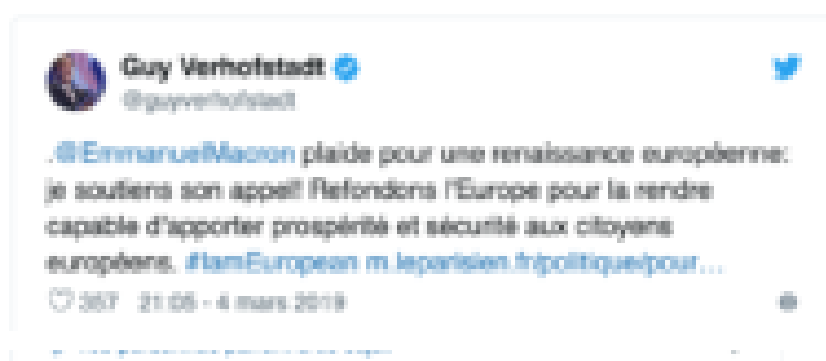 Guy Verhofstadt
@guyverhofstadt
.@EmmanuelMacron plaide pour une renaissance européenne:
je soutiens son appel! Refondons l'Europe pour la rendre
capable d'apporter prospérité et sécurité aux citoyens
européens. #IamEuropean m.leparisien.fr/politique/pour…
357 21:05 - 4 mars 2019